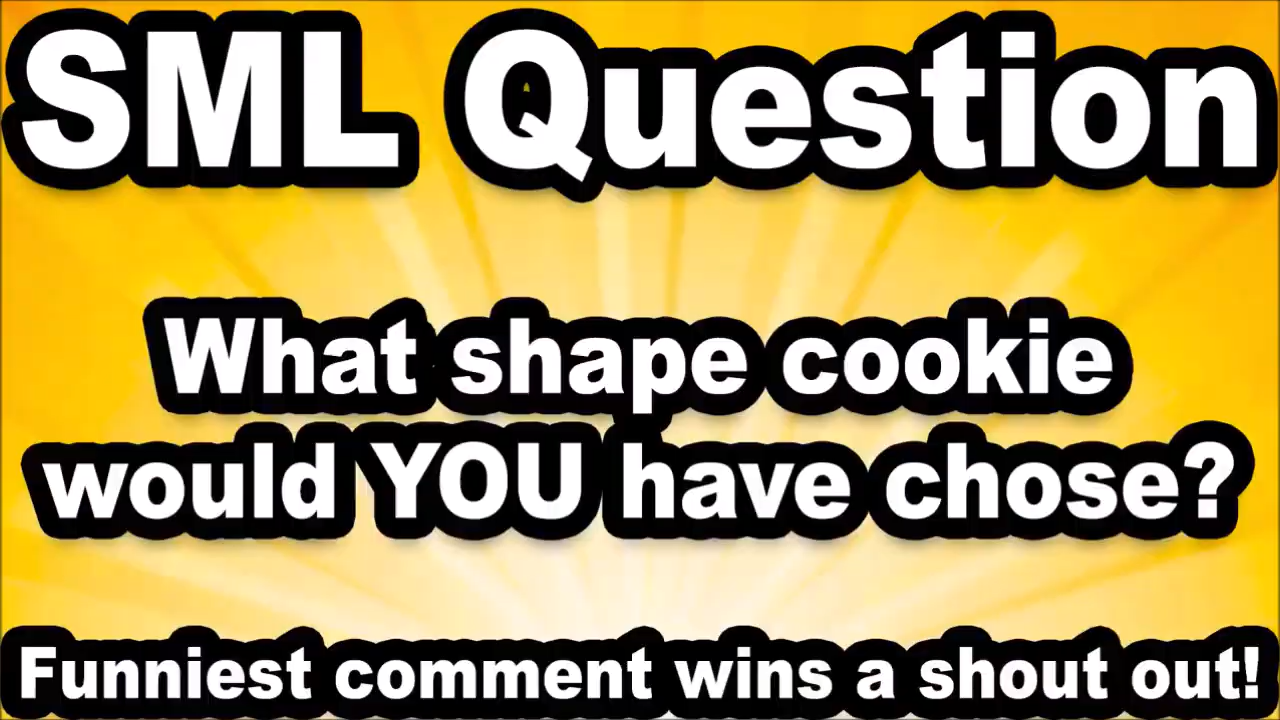 SML Question
What shape cookie
would YOU have chose?
Funniest comment wins a shout out!